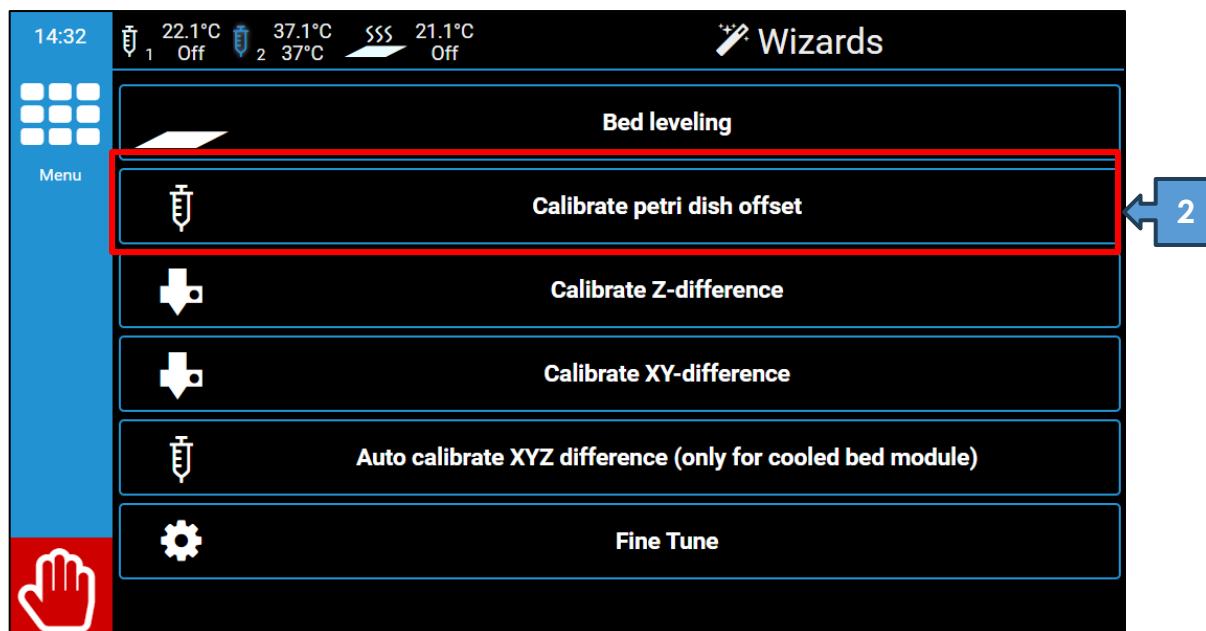 14:32
1 22.1°C Off
2 37.1°C 37°C
21.1°C Off
Wizards
Menu
Bed leveling
Calibrate petri dish offset
2
Calibrate Z-difference
Calibrate XY-difference
Auto calibrate XYZ difference (only for cooled bed module)
Fine Tune